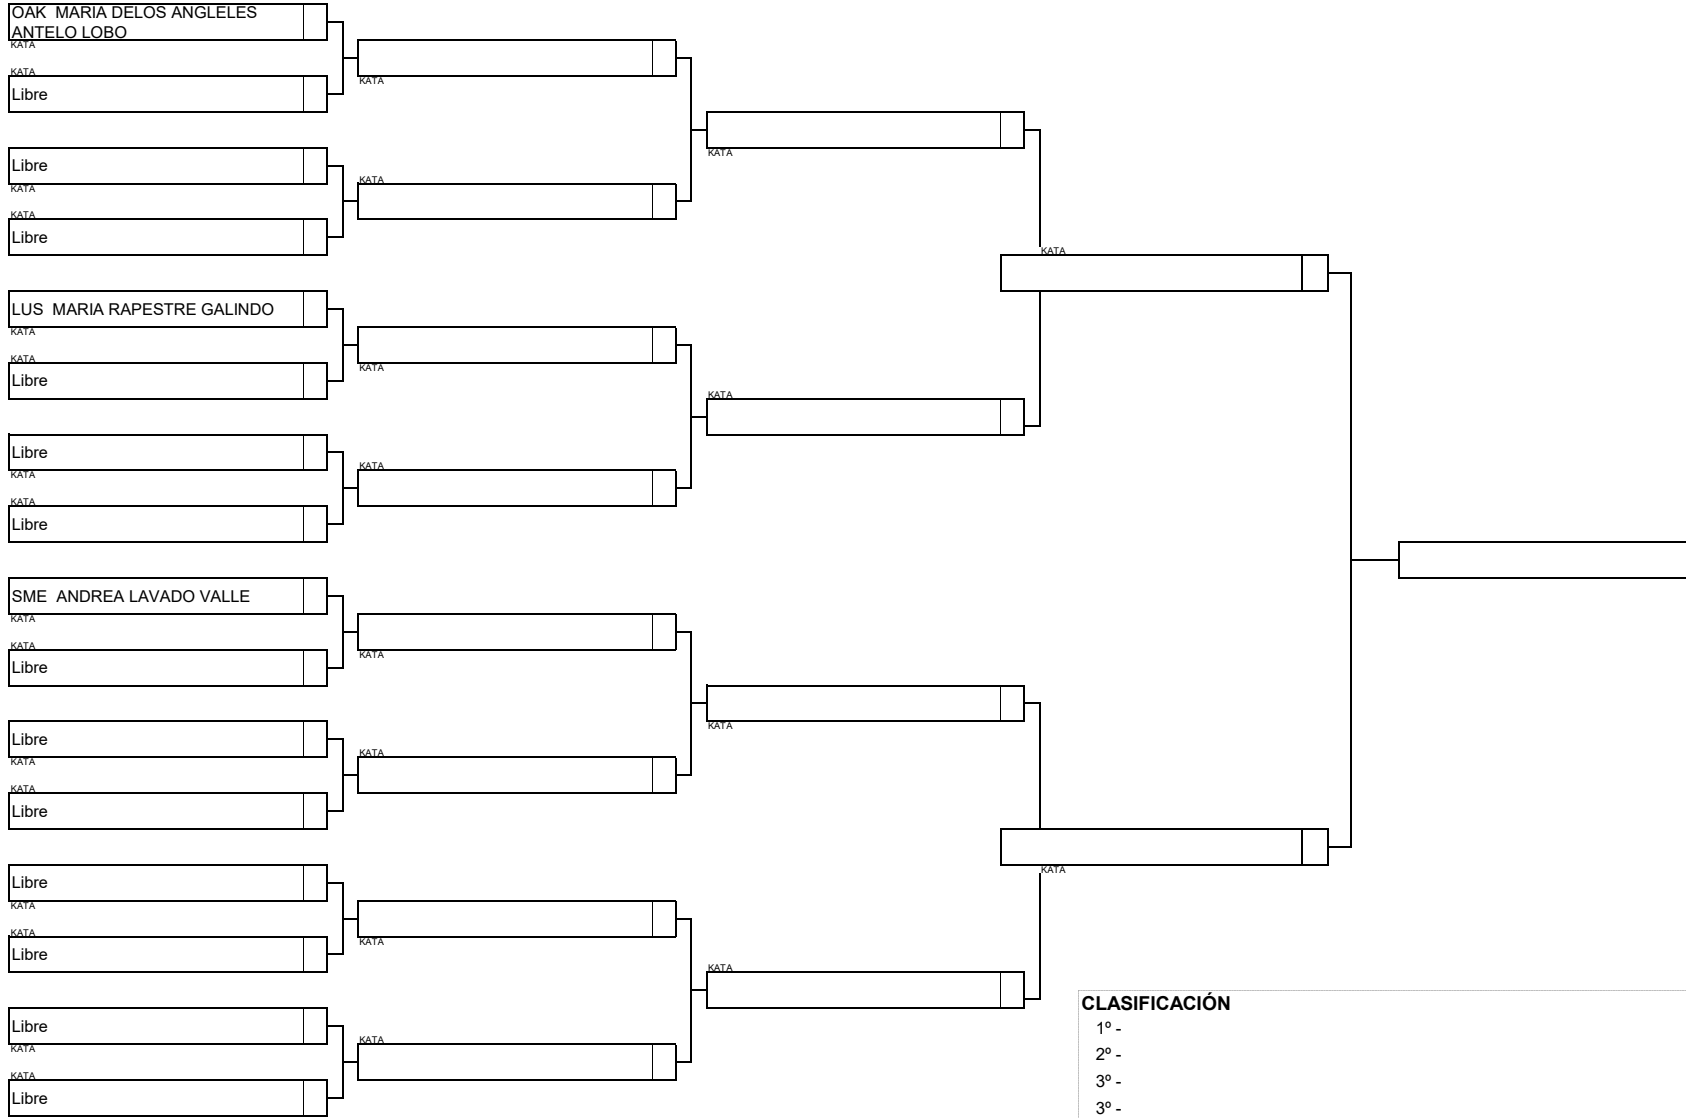 OAK  MARIA DELOS ANGLELES
ANTELO LOBO
KATA
KATA
Libre
KATA
Libre
KATA
KATA
KATA
Libre
KATA
LUS  MARIA RAPESTRE GALINDO
KATA
KATA
Libre
KATA
KATA
Libre
KATA
KATA
KATA
Libre
SME  ANDREA LAVADO VALLE
KATA
KATA
Libre
KATA
KATA
Libre
KATA
KATA
KATA
Libre
Libre
KATA
KATA
Libre
KATA
KATA
KATA
Libre
KATA
KATA
KATA
Libre
CLASIFICACIÓN
1º -
2º -
3º -
3º -